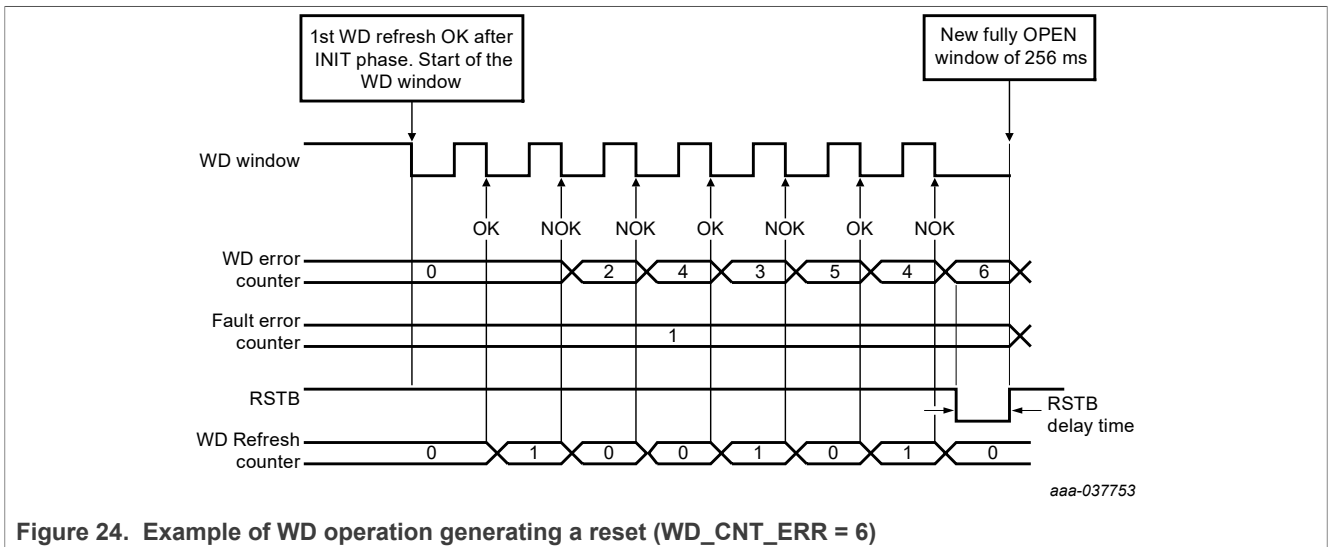 1st WD refresh OK after
INIT phase. Start of the
WD window
New fully OPEN
window of 256 ms
WD window
OK NOK NOK OK NOK OK NOK
WD error
counter
0 2 4 3 5 4 6
Fault error
counter
1
RSTB
RSTB
delay time
WD Refresh
counter
0 1 0 0 1 0 1 0
aaa-037753
Figure 24. Example of WD operation generating a reset (WD_CNT_ERR = 6)